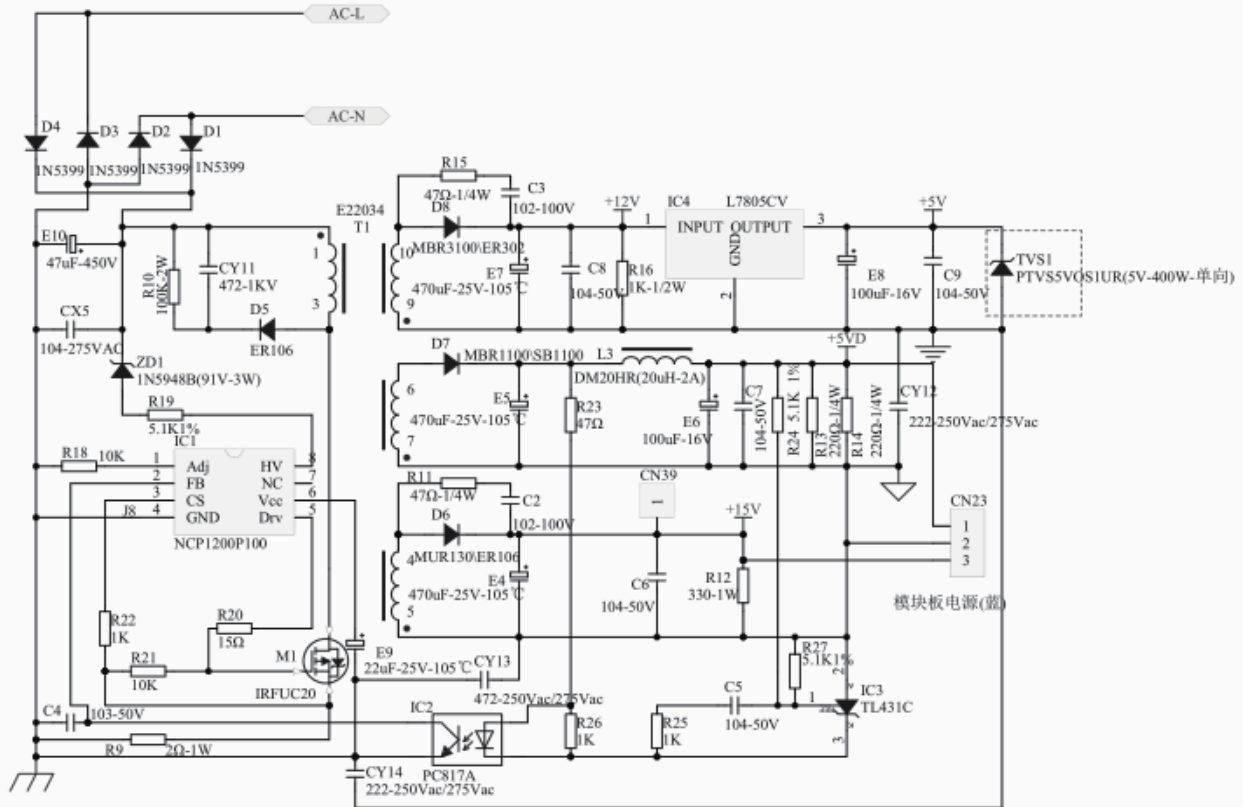 AC-L
AC-N
D4
D3
D2
D1
1N5399
1N5399
1N5399
1N5399
E10
47uF-450V
R10
100K-2W
CY11
472-1KV
D5
ER106
CX5
104-275VAC
ZD1
1N5948B(91V-3W)
R19
5.1K1%
E22034
T1
1
3
10
9
6
7
4
5
R15
47Ω-1/4W
C3
102-100V
D8
MBR3100\ER302
E7
470uF-25V-105℃
C8
104-50V
+12V
R16
1K-1/2W
IC4
L7805CV
1
INPUT OUTPUT
GND
2
3
+5V
E8
100uF-16V
C9
104-50V
TVS1
PTVS5VOS1UR(5V-400W-单向)
D7
MBR1100\SB1100
E5
470uF-25V-105℃
R23
47Ω
L3
DM20HR(20uH-2A)
E6
100uF-16V
C7
104-50V
R24 5.1K 1%
R13
220Ω-1/4W
+5VD
R14
220Ω-1/4W
CY12
222-250Vac/275Vac
IC1
R18
10K
1 Adj HV 8
2 FB NC 7
3 CS Vcc 6
4 GND Drv 5
J8
NCP1200P100
R11
47Ω-1/4W
C2
102-100V
D6
MUR130\ER106
E4
470uF-25V-105℃
CN39
1
C6
104-50V
+15V
R12
330-1W
CN23
1
2
3
模块板电源(蓝)
R22
1K
R20
15Ω
R21
10K
M1
IRFUC20
E9
22uF-25V-105℃
CY13
472-250Vac/275Vac
C4
103-50V
R9
2Ω-1W
IC2
PC817A
CY14
222-250Vac/275Vac
R26
1K
R25
1K
C5
104-50V
R27
5.1K1%
2
1
IC3
TL431C
3